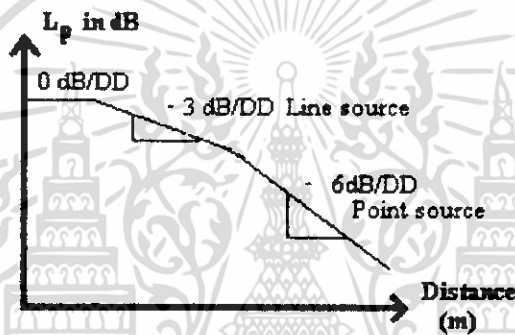 Lp in dB
0 dB/DD
- 3 dB/DD Line source
- 6dB/DD
Point source
Distance
(m)